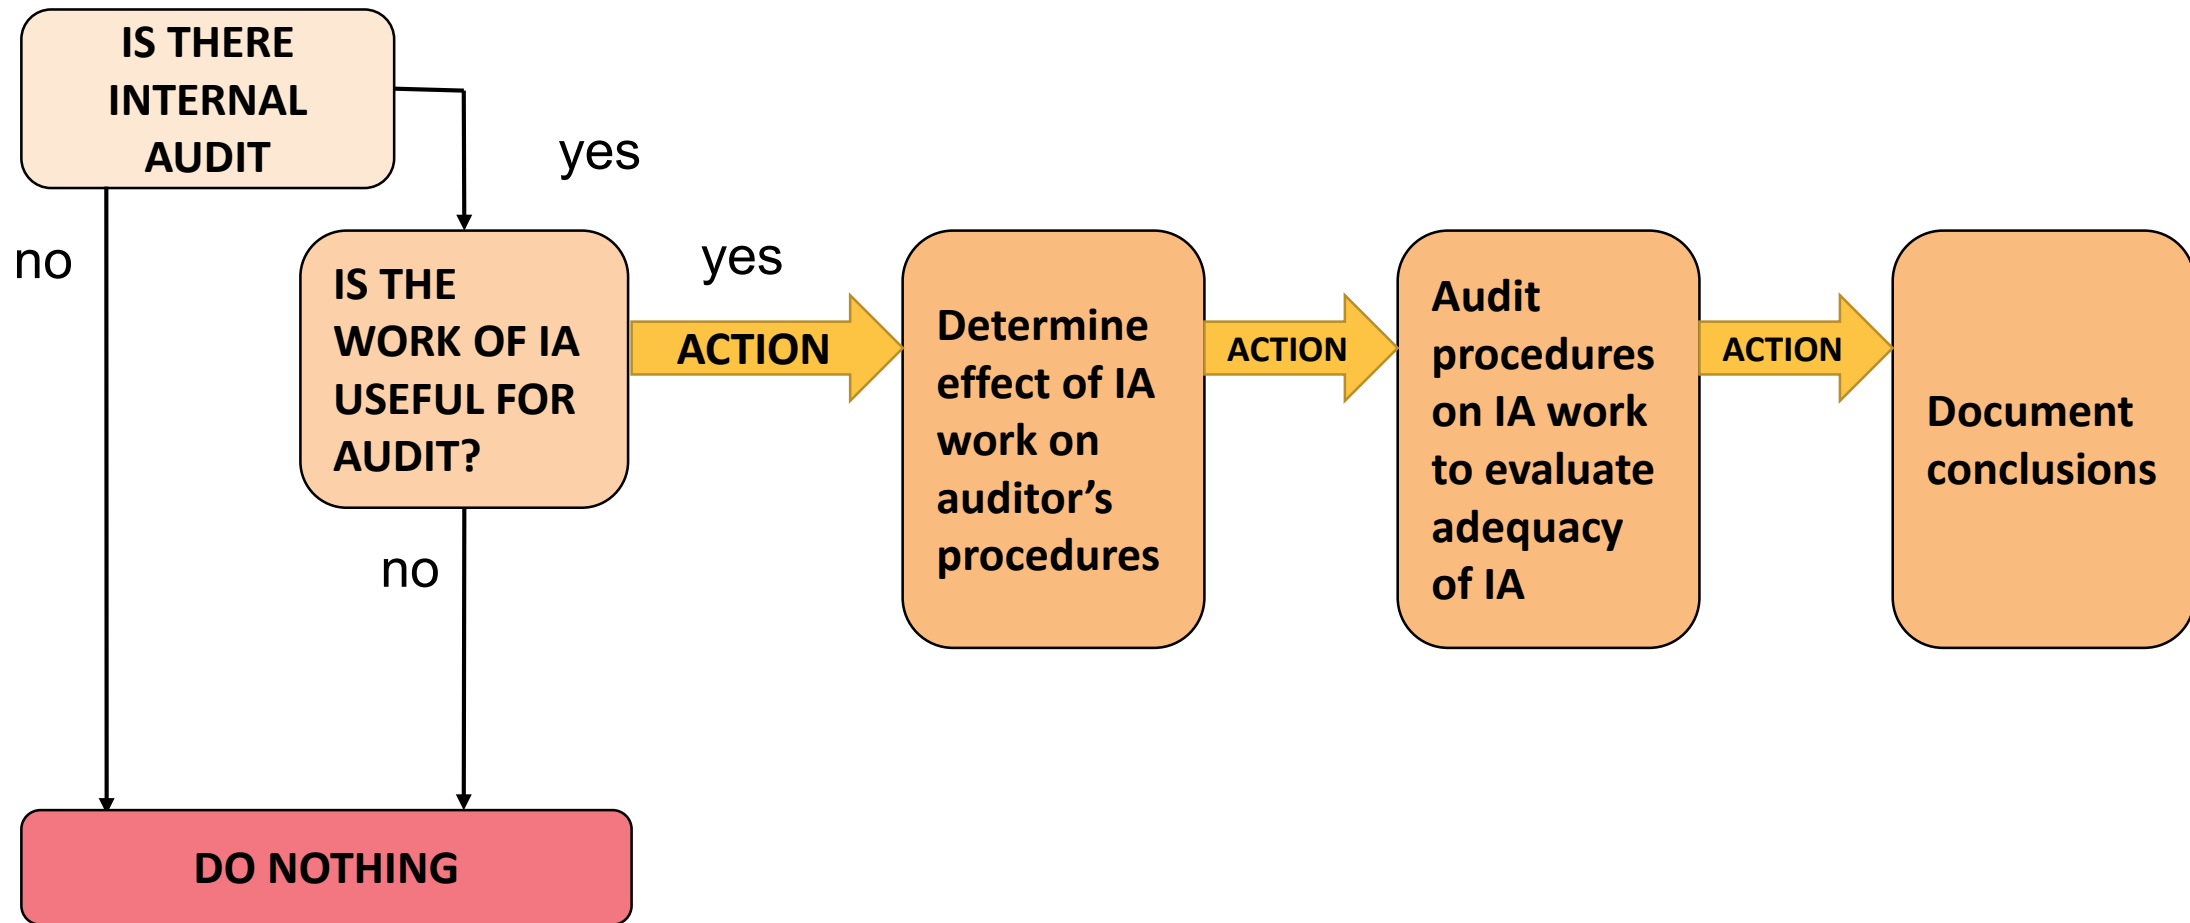 IS THERE
INTERNAL
AUDIT
yes
no
IS THE
WORK OF IA
USEFUL FOR
AUDIT?
yes
ACTION
Determine
effect of IA
work on
auditor’s
procedures
ACTION
Audit
procedures
on IA work
to evaluate
adequacy
of IA
ACTION
Document
conclusions
no
DO NOTHING